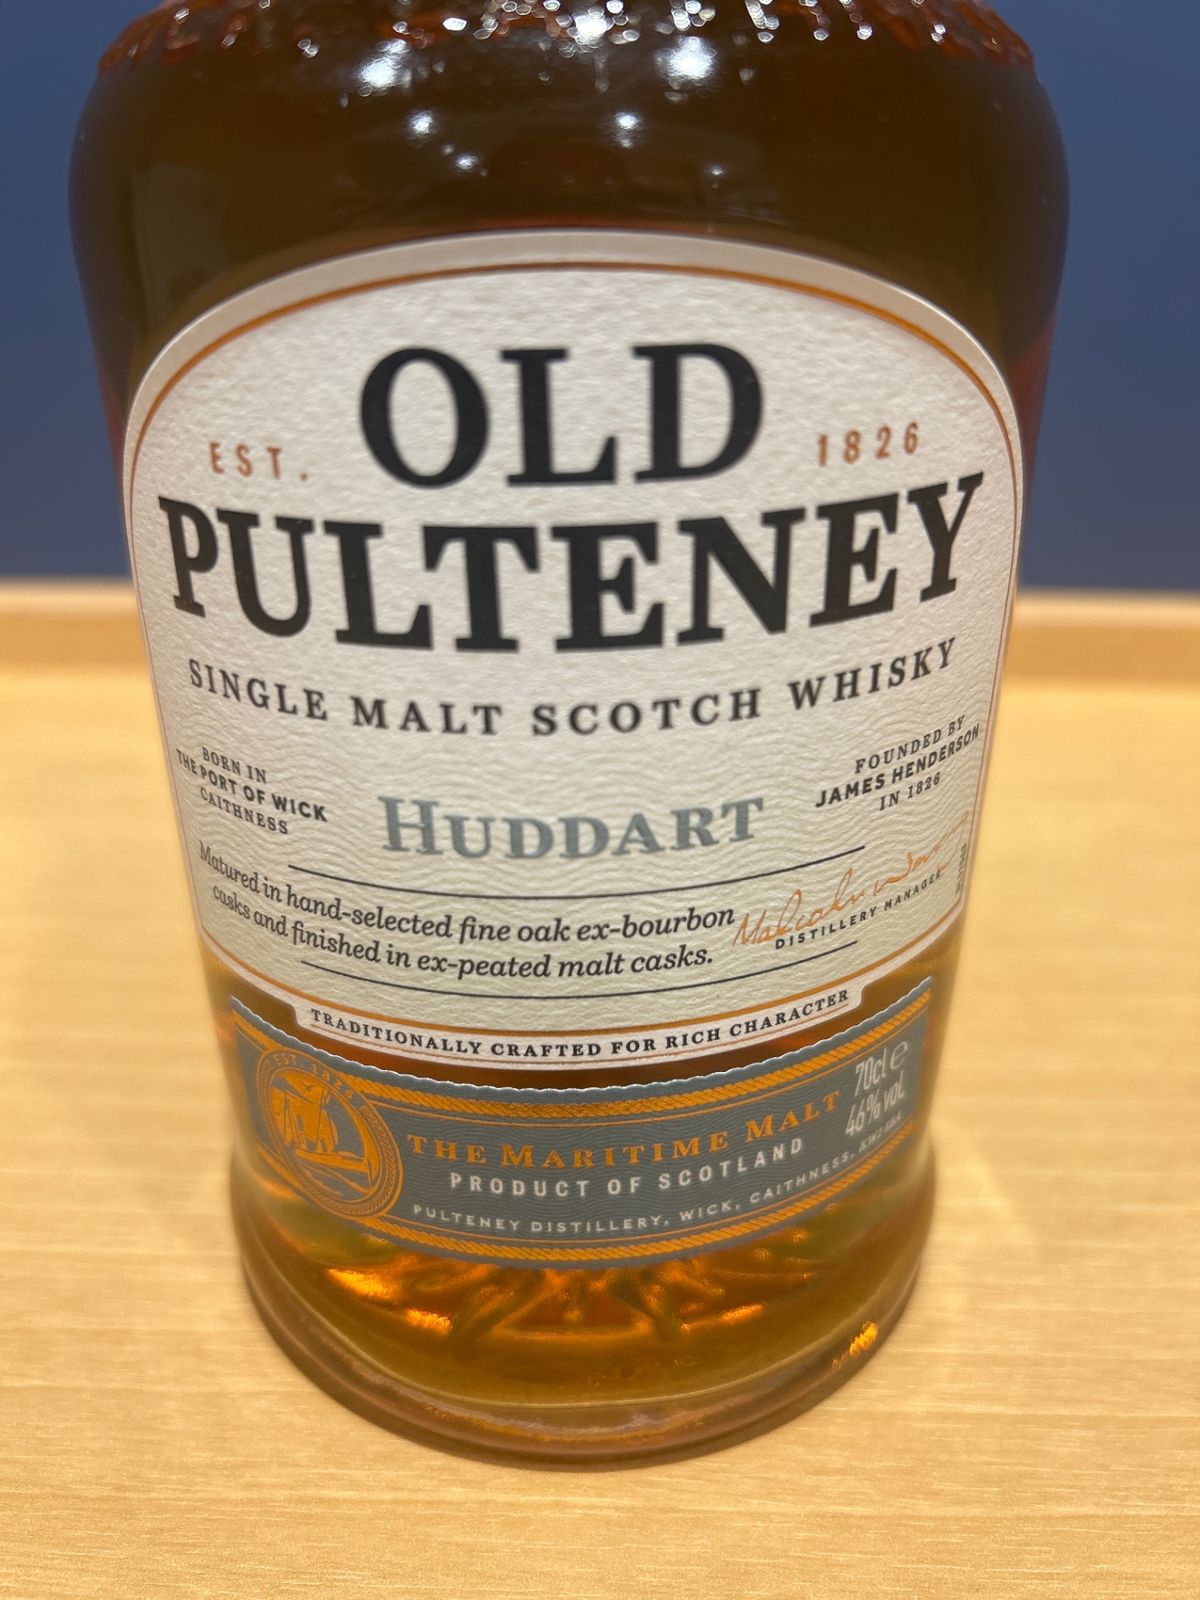 OLD
EST. 1826
PULTENEY
SINGLE MALT SCOTCH WHISKY
BORN IN
THE PORT OF WICK
CAITHNESS
FOUNDED BY
JAMES HENDERSON
IN 1826
HUDDART
Matured in hand-selected fine oak ex-bourbon
casks and finished in ex-peated malt casks.
Malcolm
DISTILLERY MANAGER
TRADITIONALLY CRAFTED FOR RICH CHARACTER
EST. 1826
THE MARITIME MALT
PRODUCT OF SCOTLAND
PULTENEY DISTILLERY, WICK, CAITHNESS,
70cl e
46% vol